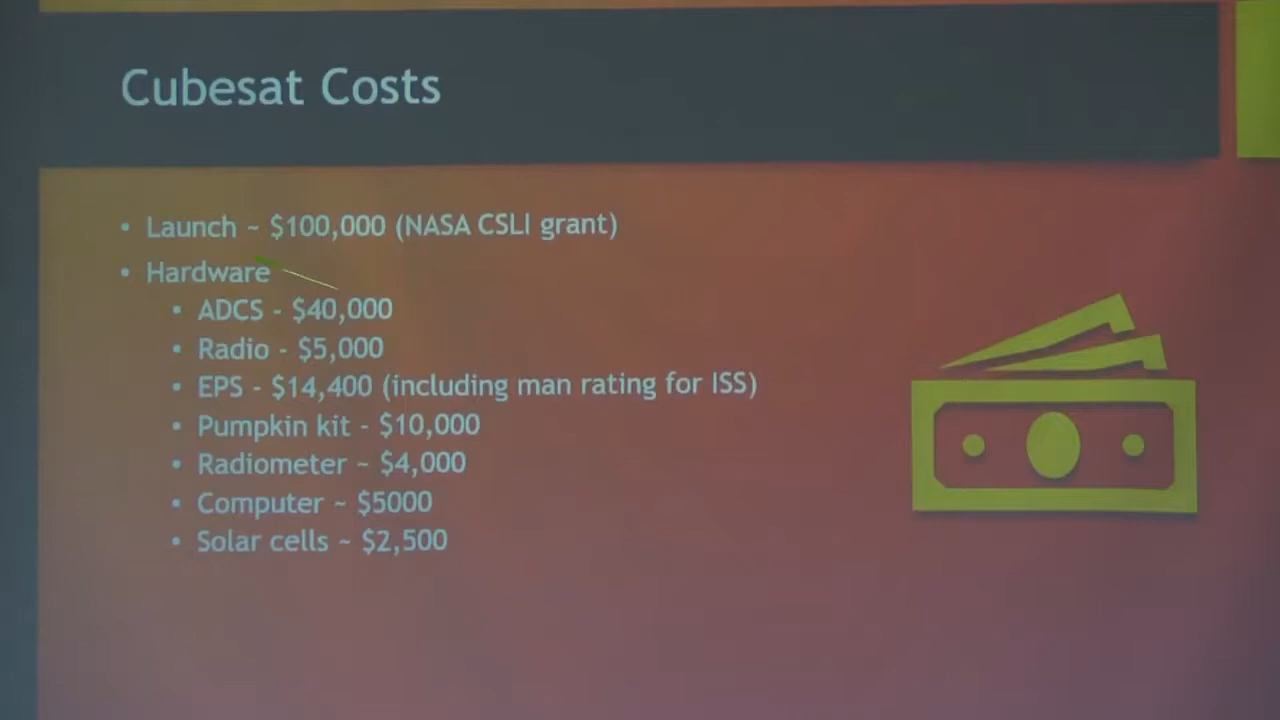 Cubesat Costs
• Launch ~ $100,000 (NASA CSLI grant)
• Hardware
• ADCS - $40,000
• Radio - $5,000
• EPS - $14,400 (including man rating for ISS)
• Pumpkin kit - $10,000
• Radiometer ~ $4,000
• Computer ~ $5000
• Solar cells ~ $2,500